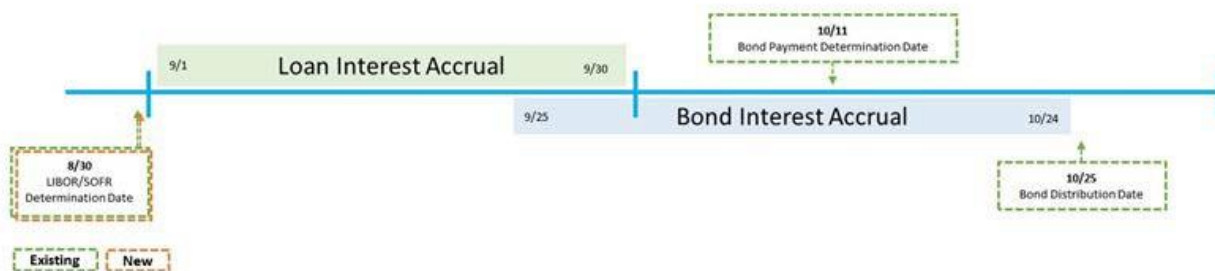 10/11
Bond Payment Determination Date
9/1
Loan Interest Accrual
9/30
9/25
Bond Interest Accrual
10/24
8/30
LIBOR/SOFR
Determination Date
10/25
Bond Distribution Date
Existing
New